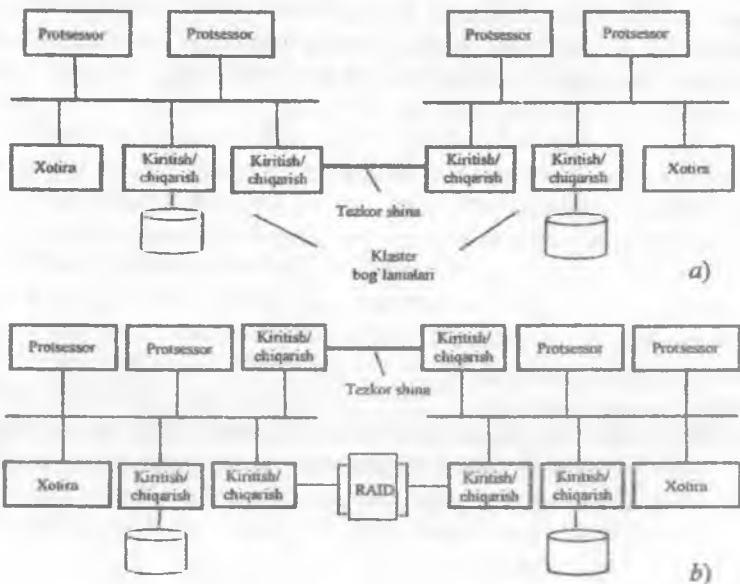 Protsessor Protsessor Protsessor Protsessor
Xotira Kiritish/ chiqarish Kiritish/ chiqarish Kiritish/ chiqarish Kiritish/ chiqarish Xotira
Tezkor shina
Klaster
bog`lamalari
a)
Protsessor Protsessor Kiritish/ chiqarish Kiritish/ chiqarish Protsessor Protsessor
Tezkor shina
Xotira Kiritish/ chiqarish Kiritish/ chiqarish RAID Kiritish/ chiqarish Kiritish/ chiqarish Xotira
b)